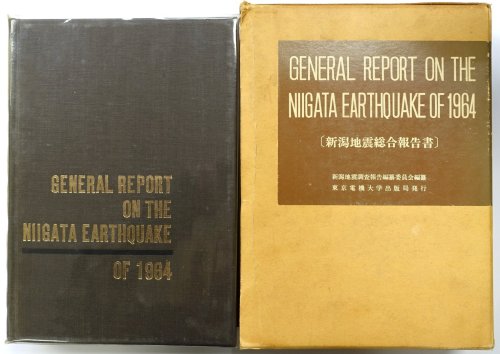 GENERAL REPORT
ON THE
NIIGATA EARTHQUAKE
OF 1964
GENERAL REPORT ON THE
NIIGATA EARTHQUAKE OF 1964
〔新潟地震総合報告書〕
新潟地震調査報告編纂委員会編纂
東京電機大学出版局発行